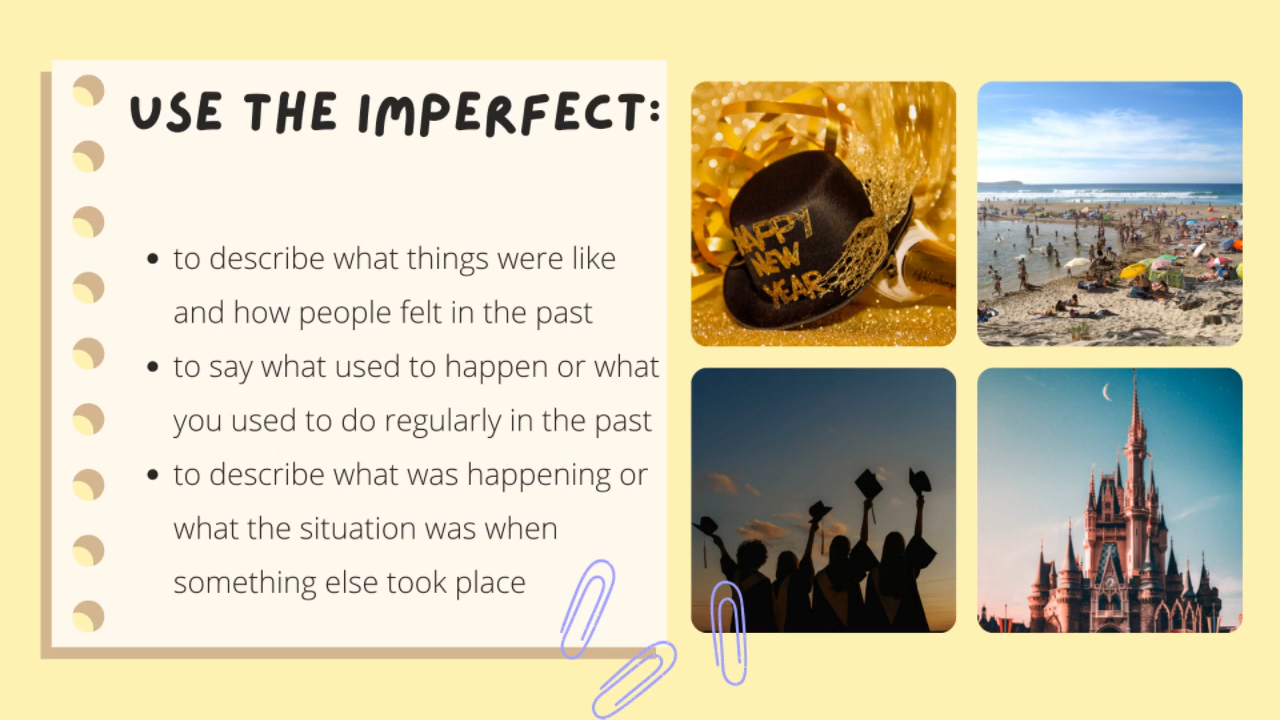 USE THE IMPERFECT:
• to describe what things were like
and how people felt in the past
• to say what used to happen or what
you used to do regularly in the past
• to describe what was happening or
what the situation was when
something else took place
HAPPY
NEW
YEAR